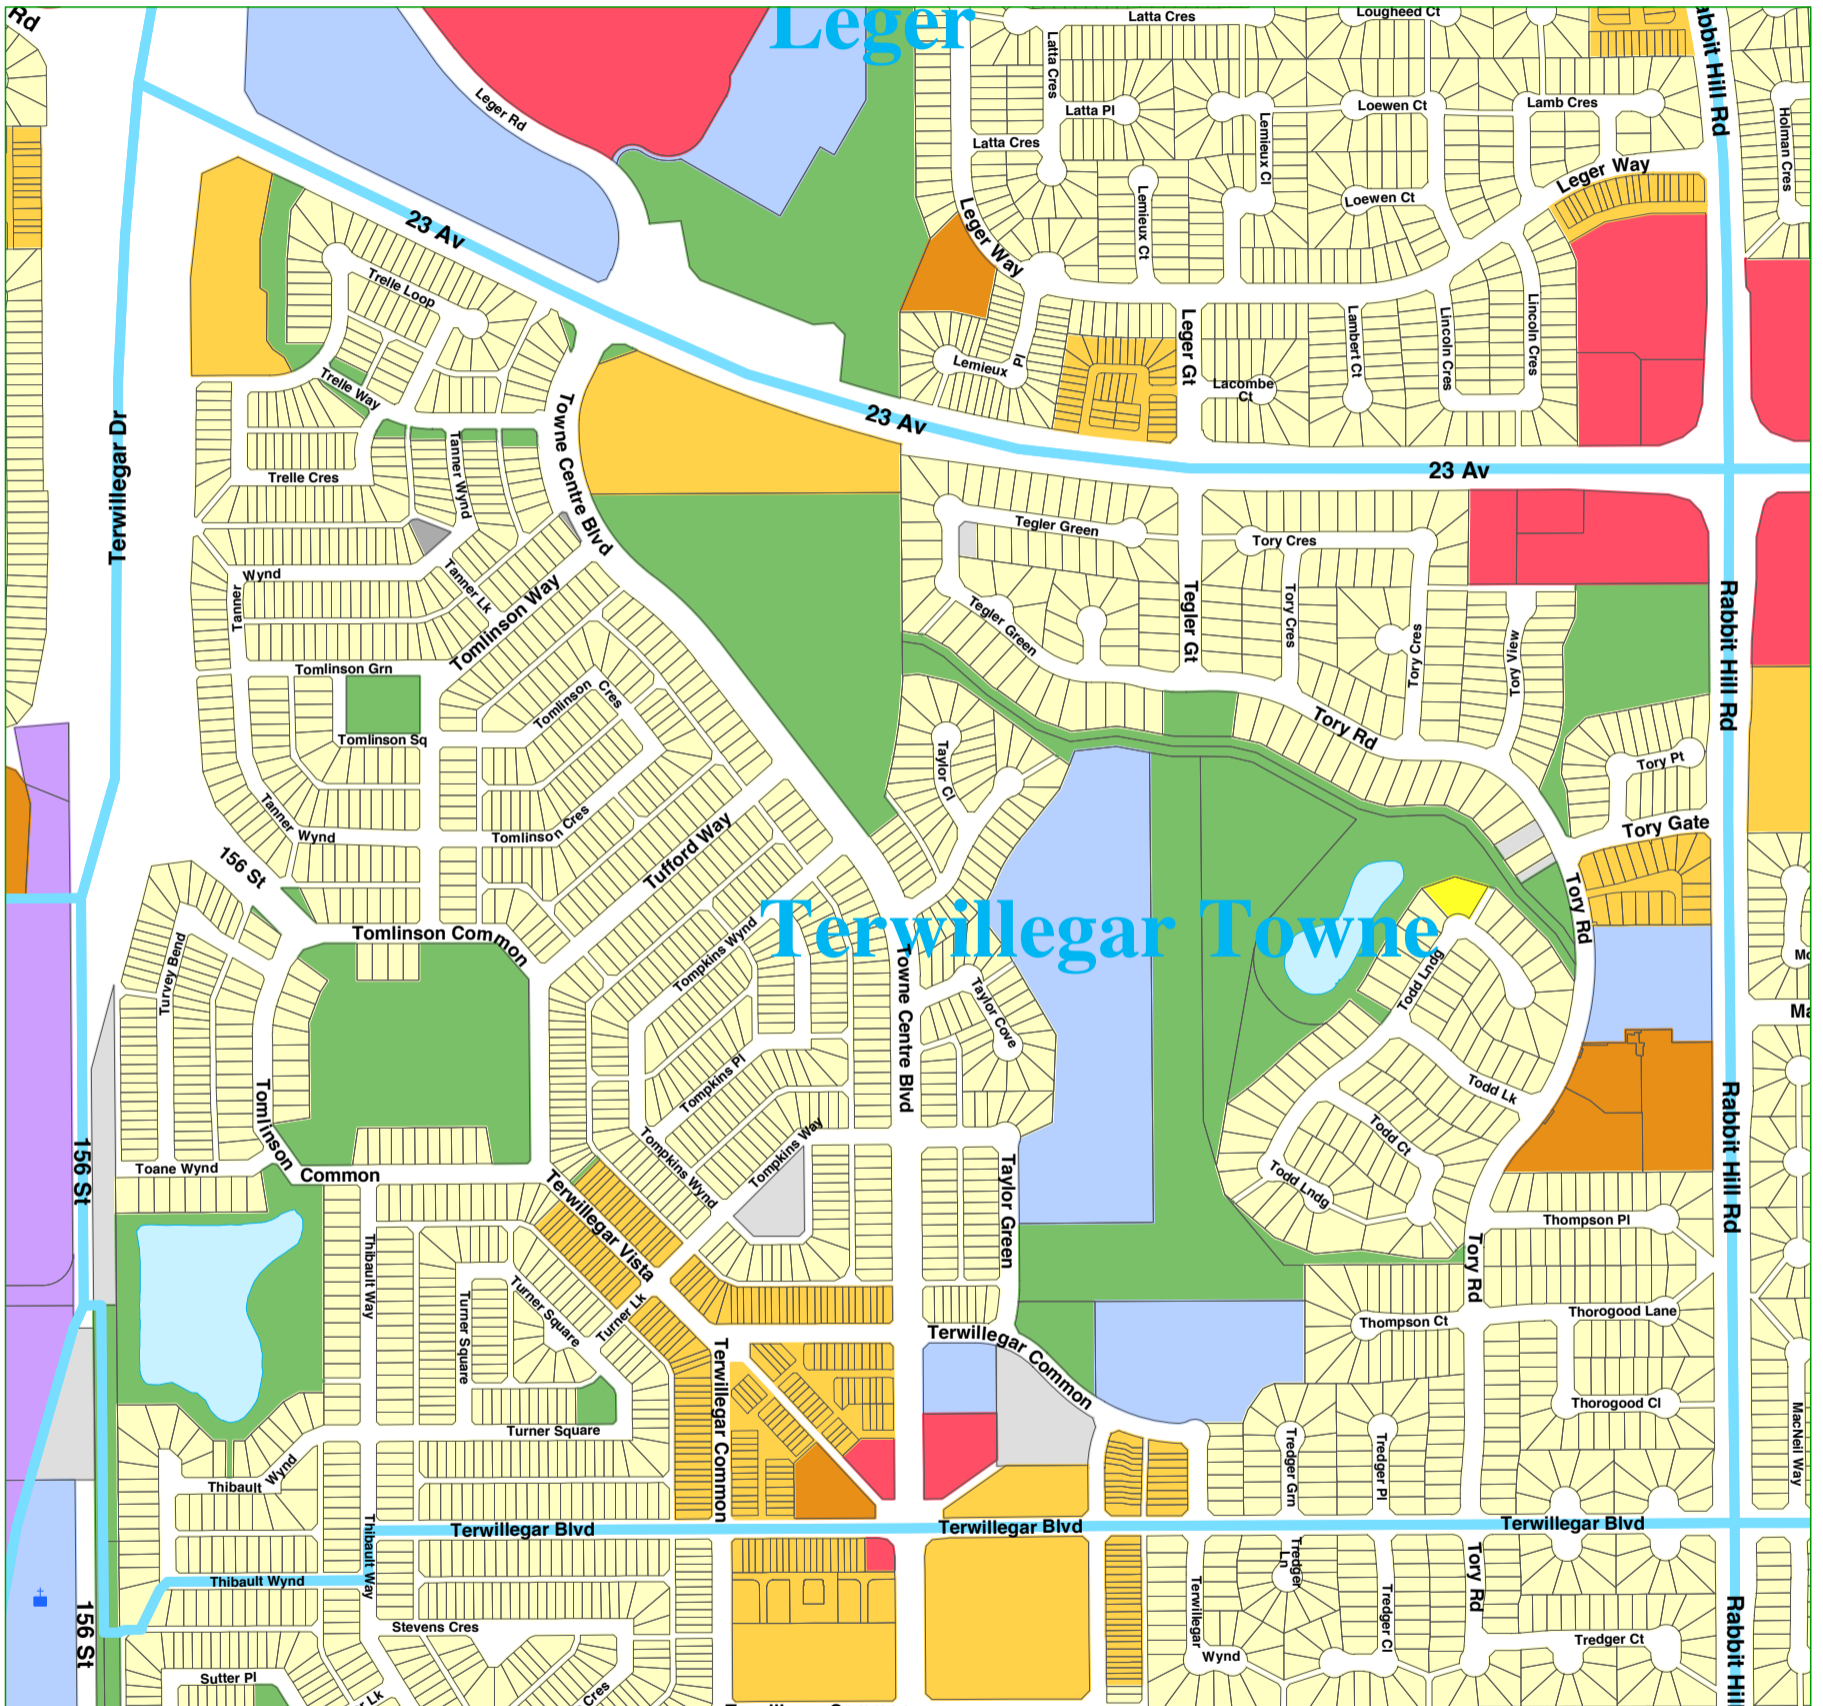 Rd
Leger
Latta Cres
Lougheed Ct
Rabbit Hill Rd
Latta Cres
Leger Rd
Latta Pl
Loewen Ct
Lamb Cres
Holman Cres
Latta Cres
Lemieux Cl
Leger Way
Lemieux Ct
Loewen Ct
23 Av
Leger Way
Trelle Loop
Leger Gt
Lambert Ct
Lincoln Cres
Lincoln Cres
Lemieux Pl
Trelle Way
Lacombe
Ct
23 Av
Terwillegar Dr
Towne Centre Blvd
Tanner Wynd
Trelle Cres
23 Av
Tegler Green
Tory Cres
Tanner Wynd
Tanner Lk
Tomlinson Way
Tegler Green
Tegler Gt
Tory Cres
Tory Cres
Tory View
Rabbit Hill Rd
Tomlinson Grn
Tomlinson Cres
Tomlinson Sq
Tory Rd
Taylor Cl
Tory Pt
Tanner Wynd
Tomlinson Cres
Tufford Way
Tory Gate
156 St
Tomlinson Common
Terwillegar Towne
Tory Rd
Turvey Bend
Tompkins Wynd
Towne Centre Blvd
Taylor Cove
Todd Lndg
Tomlinson Common
Tompkins Pl
Todd Lk
Todd Ct
Rabbit Hill Rd
156 St
Toane Wynd
Tompkins Wynd
Tompkins Way
Taylor Green
Todd Lndg
Terwillegar Vista
Thompson Pl
Thibault Way
Turner Square
Turner Square
Turner Lk
Tory Rd
Thorogood Lane
Thompson Ct
Terwillegar Common
Terwillegar Common
Thorogood Cl
MacNeil Way
Turner Square
Tredger Grn
Tredger Pl
Thibault Wynd
Thibault Way
Terwillegar Blvd
Terwillegar Blvd
Terwillegar Blvd
Thibault Wynd
Terwillegar Wynd
Tredger Ln
Tredger Cl
Tory Rd
156 St
Stevens Cres
Tredger Ct
Rabbit Hill
Sutter Pl
Lk
Cres